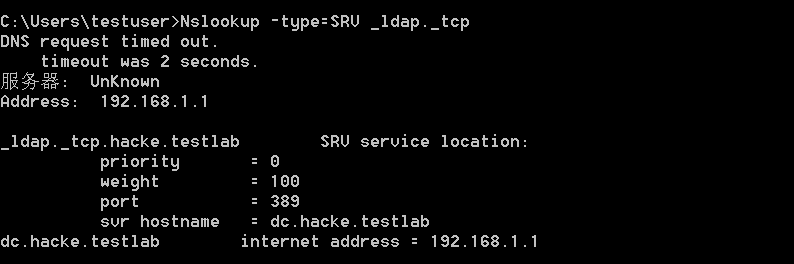 C:\Users\testuser>Nslookup -type=SRV _ldap._tcp
DNS request timed out.
    timeout was 2 seconds.
服务器:  UnKnown
Address:  192.168.1.1

_ldap._tcp.hacke.testlab        SRV service location:
          priority       = 0
          weight         = 100
          port           = 389
          svr hostname   = dc.hacke.testlab
dc.hacke.testlab        internet address = 192.168.1.1